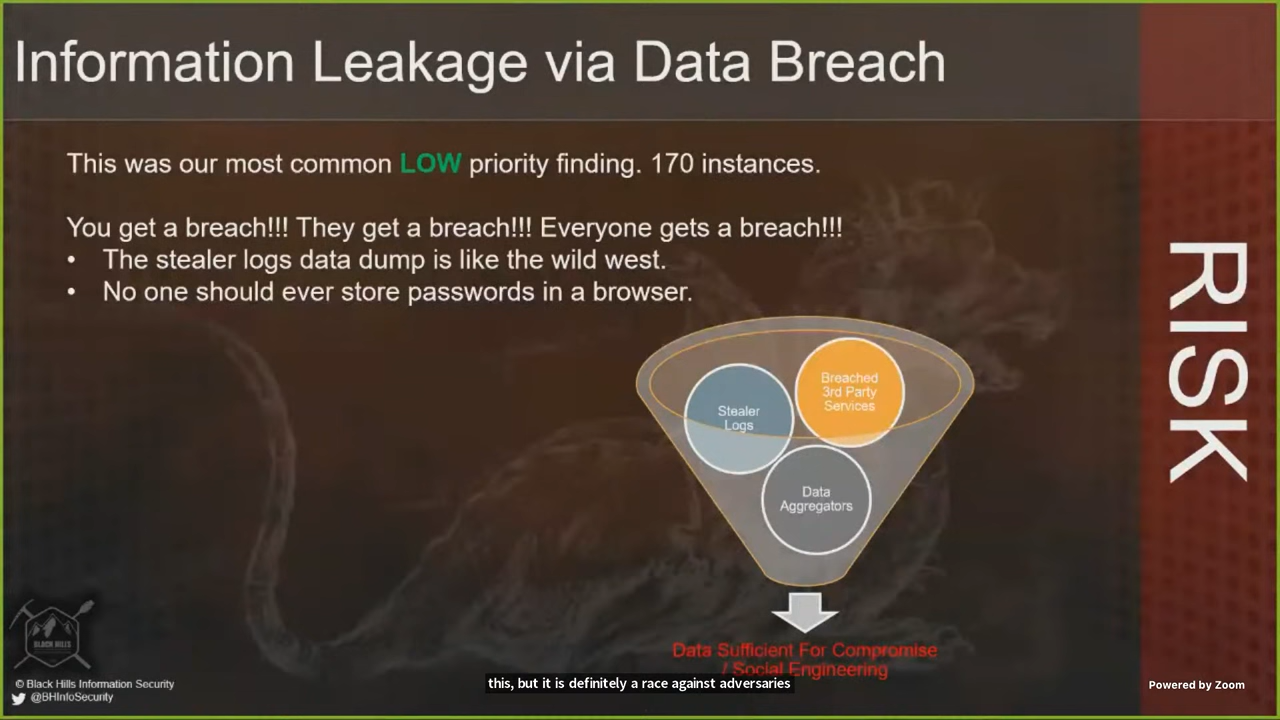 Information Leakage via Data Breach
This was our most common LOW priority finding. 170 instances.
You get a breach!!! They get a breach!!! Everyone gets a breach!!!
• The stealer logs data dump is like the wild west.
• No one should ever store passwords in a browser.
RISK
Breached
3rd Party
Services
Stealer
Logs
Data
Aggregators
Data Sufficient For Compromise
/ Social Engineering
this, but it is definitely a race against adversaries
BLACK HILLS
© Black Hills Information Security
@BHInfoSecurity
Powered by Zoom